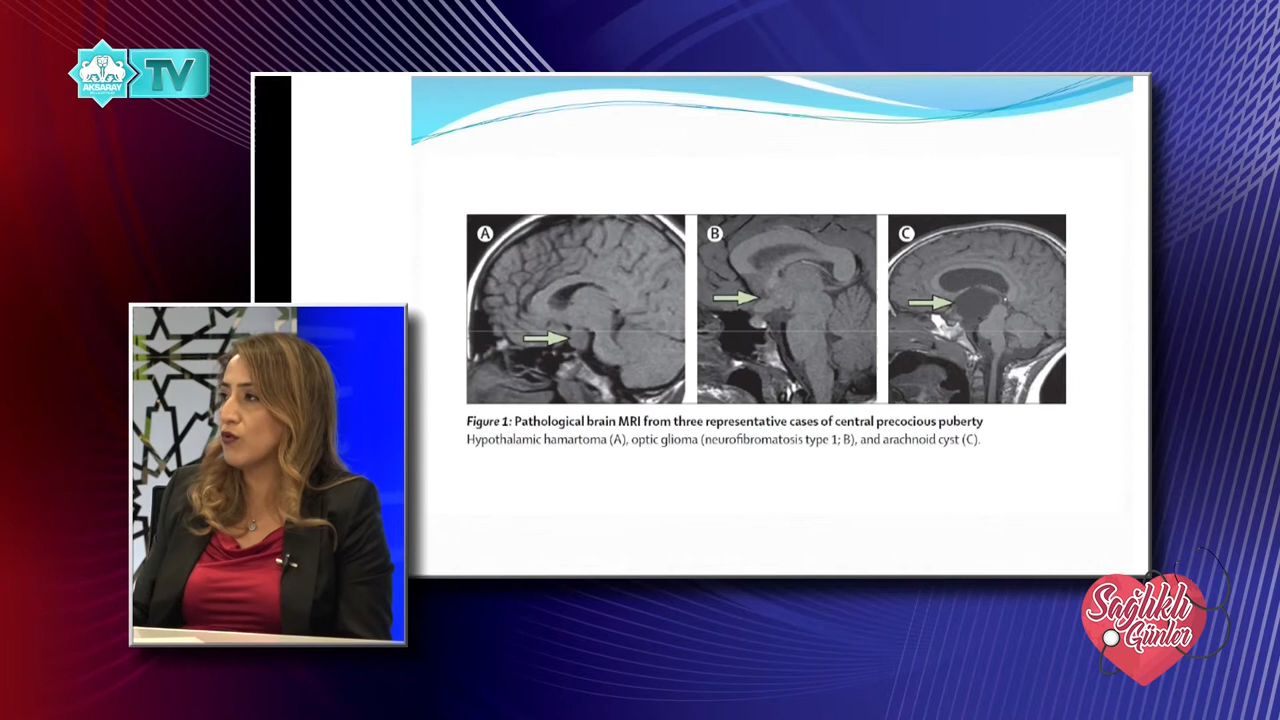 AKSARAY
TV
A
B
C
Figure 1: Pathological brain MRI from three representative cases of central precocious puberty
Hypothalamic hamartoma (A), optic glioma (neurofibromatosis type 1; B), and arachnoid cyst (C).
Sağlıklı
Günler